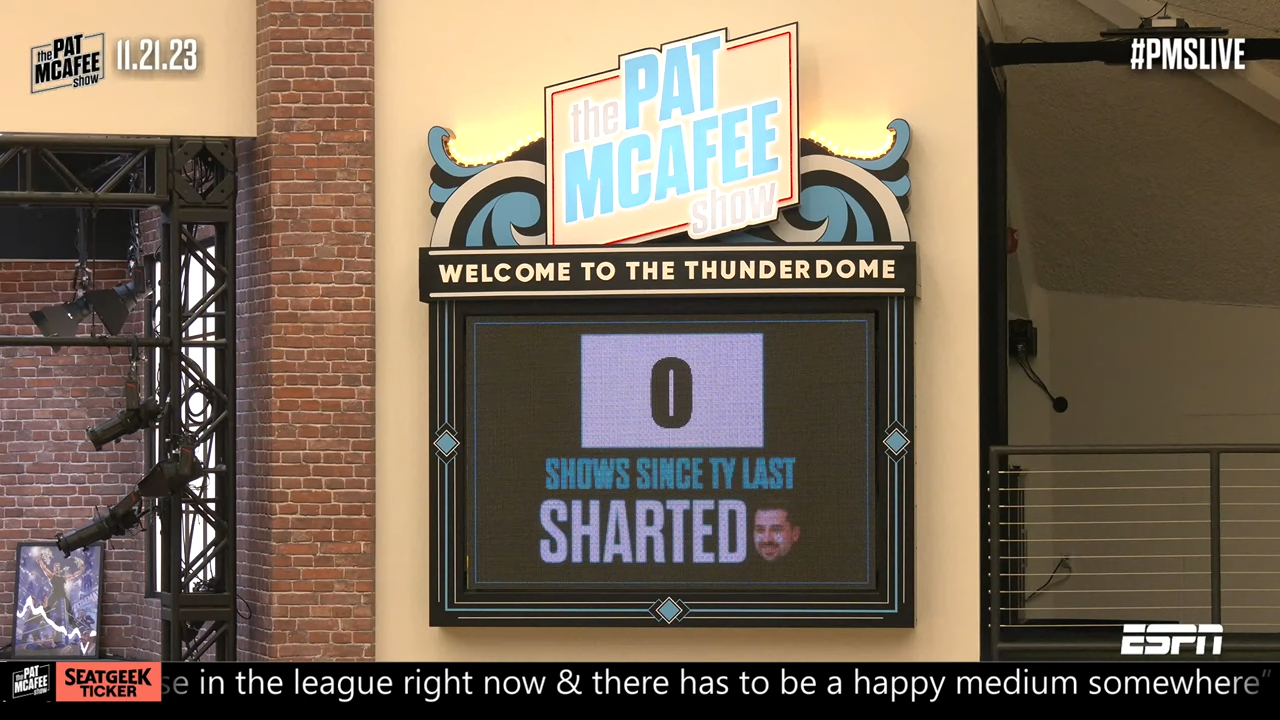 the PAT MCAFEE show
11.21.23
#PMSLIVE
the PAT
MCAFEE
show
WELCOME TO THE THUNDERDOME
0
SHOWS SINCE TY LAST
SHARTED
ESPN
the PAT MCAFEE show
SEATGEEK
TICKER
se in the league right now & there has to be a happy medium somewhere"